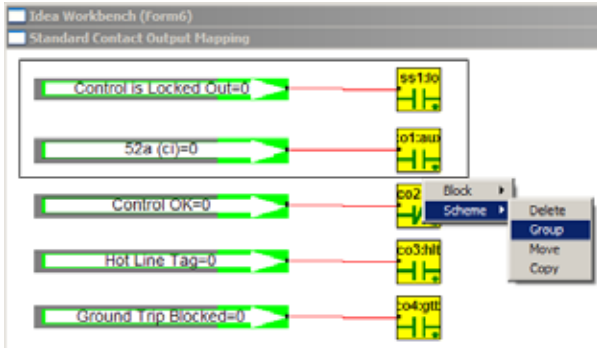 Idea Workbench (Form6)
Standard Contact Output Mapping
Control is Locked Out=0
ss1:lo
52a (ci)=0
co1:aux
Control OK=0
co2
Block
Scheme
Delete
Group
Move
Copy
Hot Line Tag=0
co3:hlt
Ground Trip Blocked=0
co4:gtb